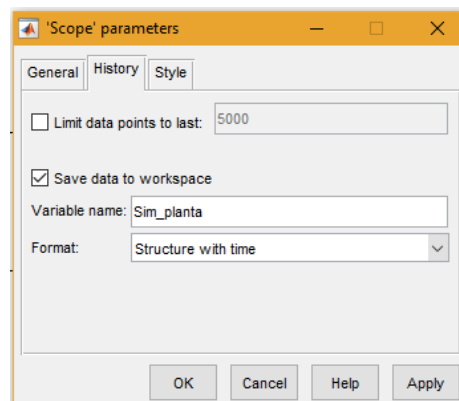 'Scope' parameters
General History Style
Limit data points to last: 5000
Save data to workspace
Variable name: Sim_planta
Format: Structure with time
OK Cancel Help Apply